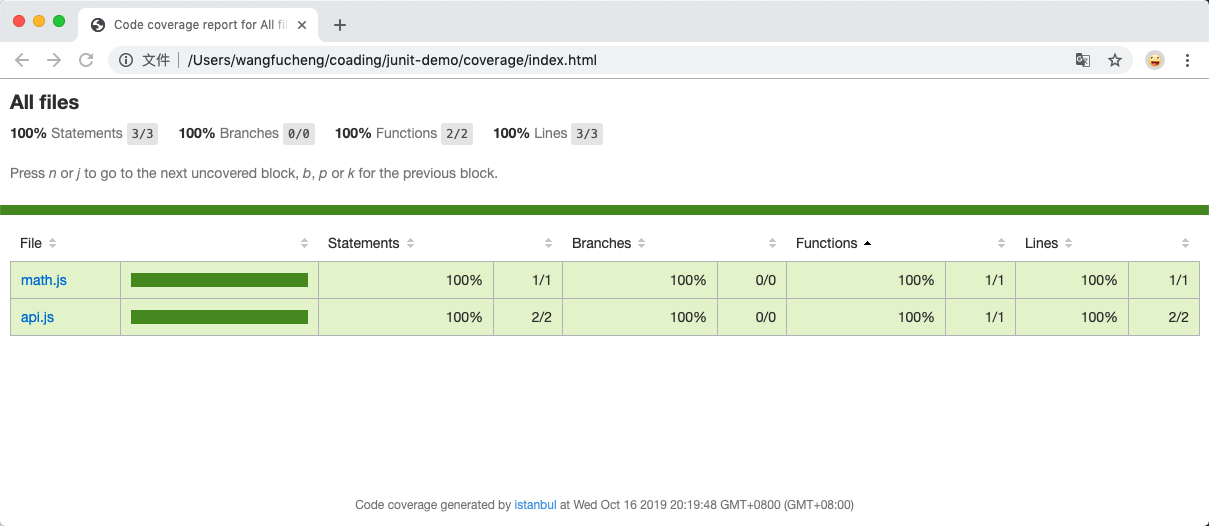 Code coverage report for All fi
文件 /Users/wangfucheng/coading/junit-demo/coverage/index.html
All files
100% Statements 3/3 100% Branches 0/0 100% Functions 2/2 100% Lines 3/3
Press n or j to go to the next uncovered block, b, p or k for the previous block.
File Statements Branches Functions Lines
math.js 100% 1/1 100% 0/0 100% 1/1 100% 1/1
api.js 100% 2/2 100% 0/0 100% 1/1 100% 2/2
Code coverage generated by istanbul at Wed Oct 16 2019 20:19:48 GMT+0800 (GMT+08:00)